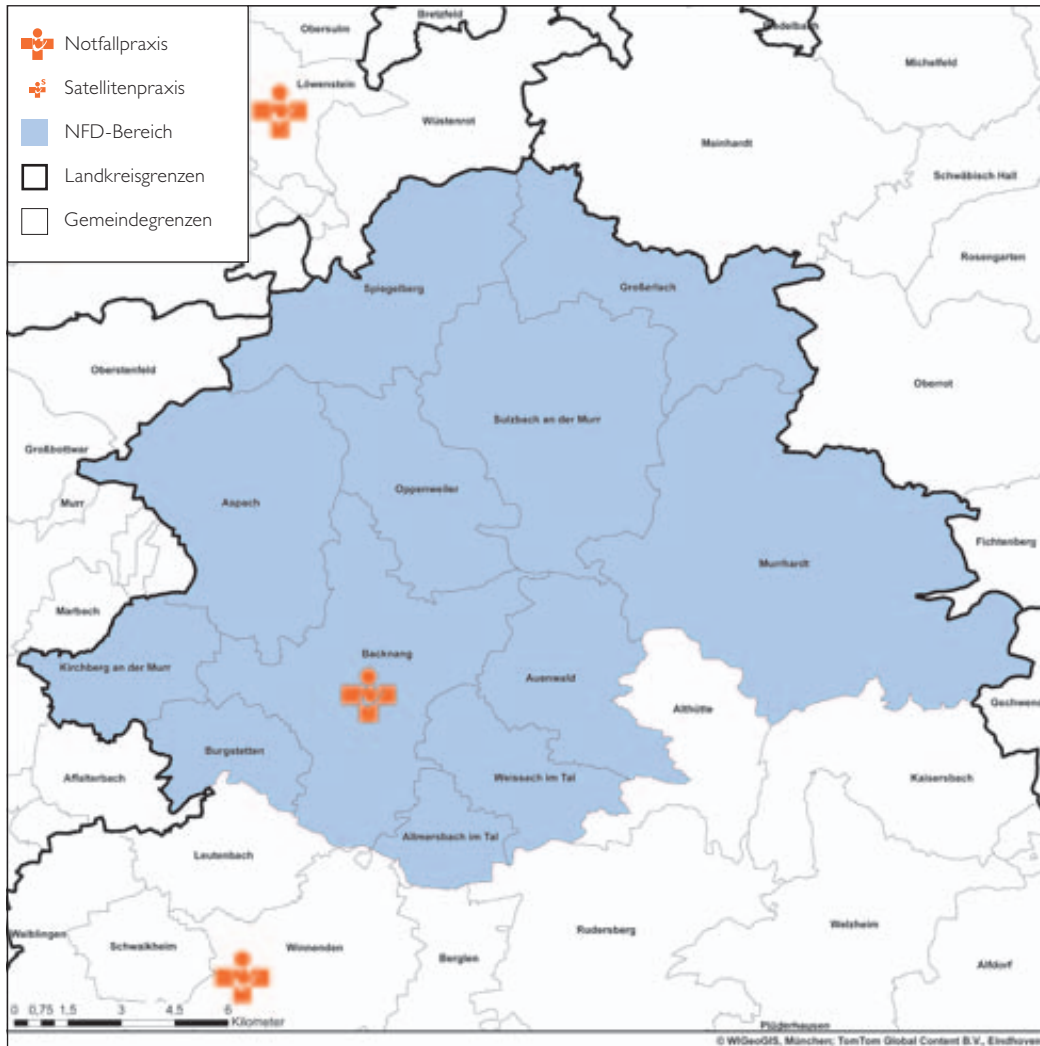 Notfallpraxis
Satellitenpraxis
NFD-Bereich
Landkreisgrenzen
Gemeindegrenzen
Bretzfeld
Obersulm
Michelfeld
Löwenstein
Wüstenrot
Mainhardt
Schwäbisch Hall
Rosengarten
Spiegelberg
Großerlach
Oberstenfeld
Oberrot
Sulzbach an der Murr
Großbottwar
Oppenweiler
Aspach
Murr
Fichtenberg
Murrhardt
Marbach
Backnang
Kirchberg an der Murr
Auenwald
Gschwend
Althütte
Burgstetten
Affalterbach
Weissach im Tal
Kaisersbach
Allmersbach im Tal
Leutenbach
Welzheim
Waiblingen
Rudersberg
Schwaikheim
Winnenden
Berglen
Alfdorf
0 0,75 1,5 3 4,5 6
Kilometer
Plüderhausen
© WIGeoGIS, München; TomTom Global Content B.V., Eindhoven